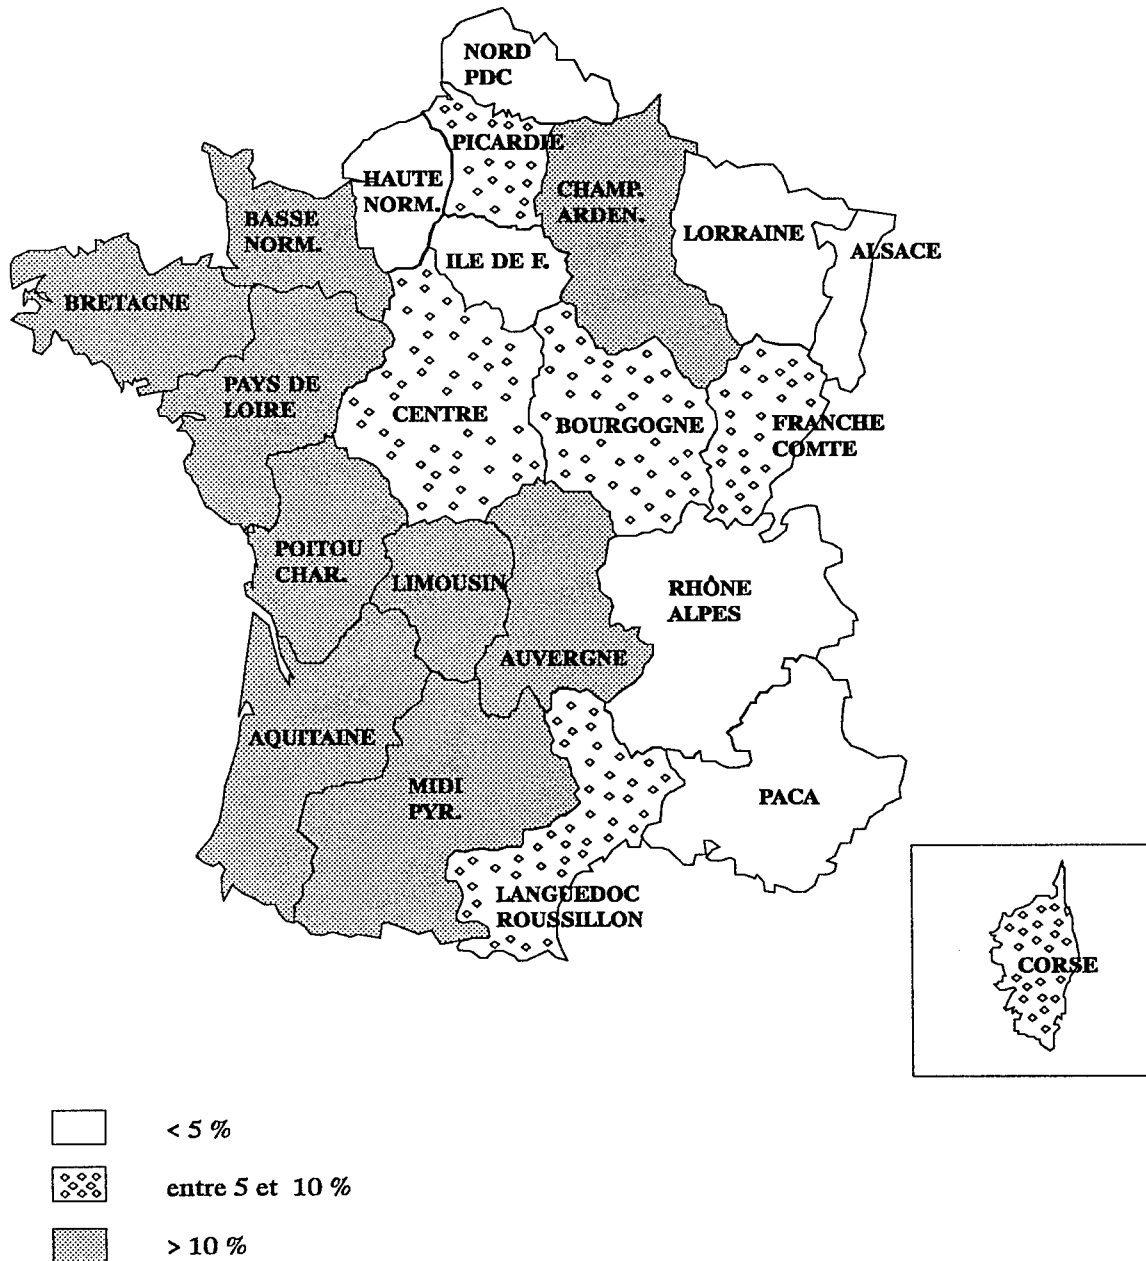 NORD
PDC
PICARDIE
HAUTE
NORM.
CHAMP.
ARDEN.
BASSE
NORM.
LORRAINE
ALSACE
ILE DE F.
BRETAGNE
PAYS DE
LOIRE
CENTRE
BOURGOGNE
FRANCHE
COMTE
POITOU
CHAR.
LIMOUSIN
RHÔNE
ALPES
AUVERGNE
AQUITAINE
MIDI
PYR.
PACA
LANGUEDOC
ROUSSILLON
CORSE
< 5 %
entre 5 et 10 %
> 10 %